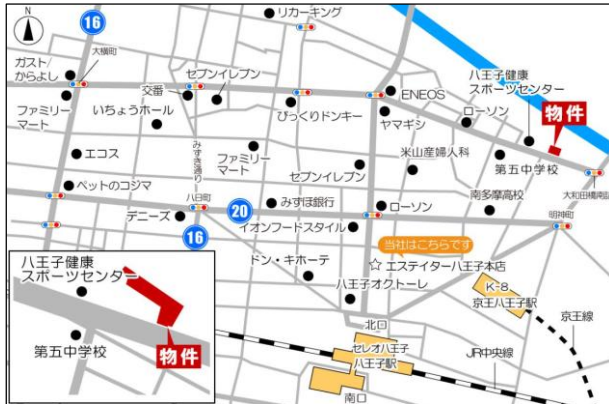 リカーキング
16
N
大横町
ガスト/
からよし
セブンイレブン
交番
ENEOS
八王子健康
スポーツセンター
物件
ファミリー
マート
いちょうホール
びっくりドンキー
ヤマギシ
ローソン
エコス
みずき通り
ファミリー
マート
米山産婦人科
第五中学校
セブンイレブン
ペットのコジマ
八日町
みずほ銀行
ローソン
南多摩高校
大和田橋南詰
デニーズ
20
イオンフードスタイル
明神町
16
当社はこちらです
ドン・キホーテ
☆エステイター八王子本店
八王子オクトーレ
K-8
京王八王子駅
北口
京王線
セレオ八王子
八王子駅
JR中央線
南口
八王子健康
スポーツセンター
第五中学校
物件